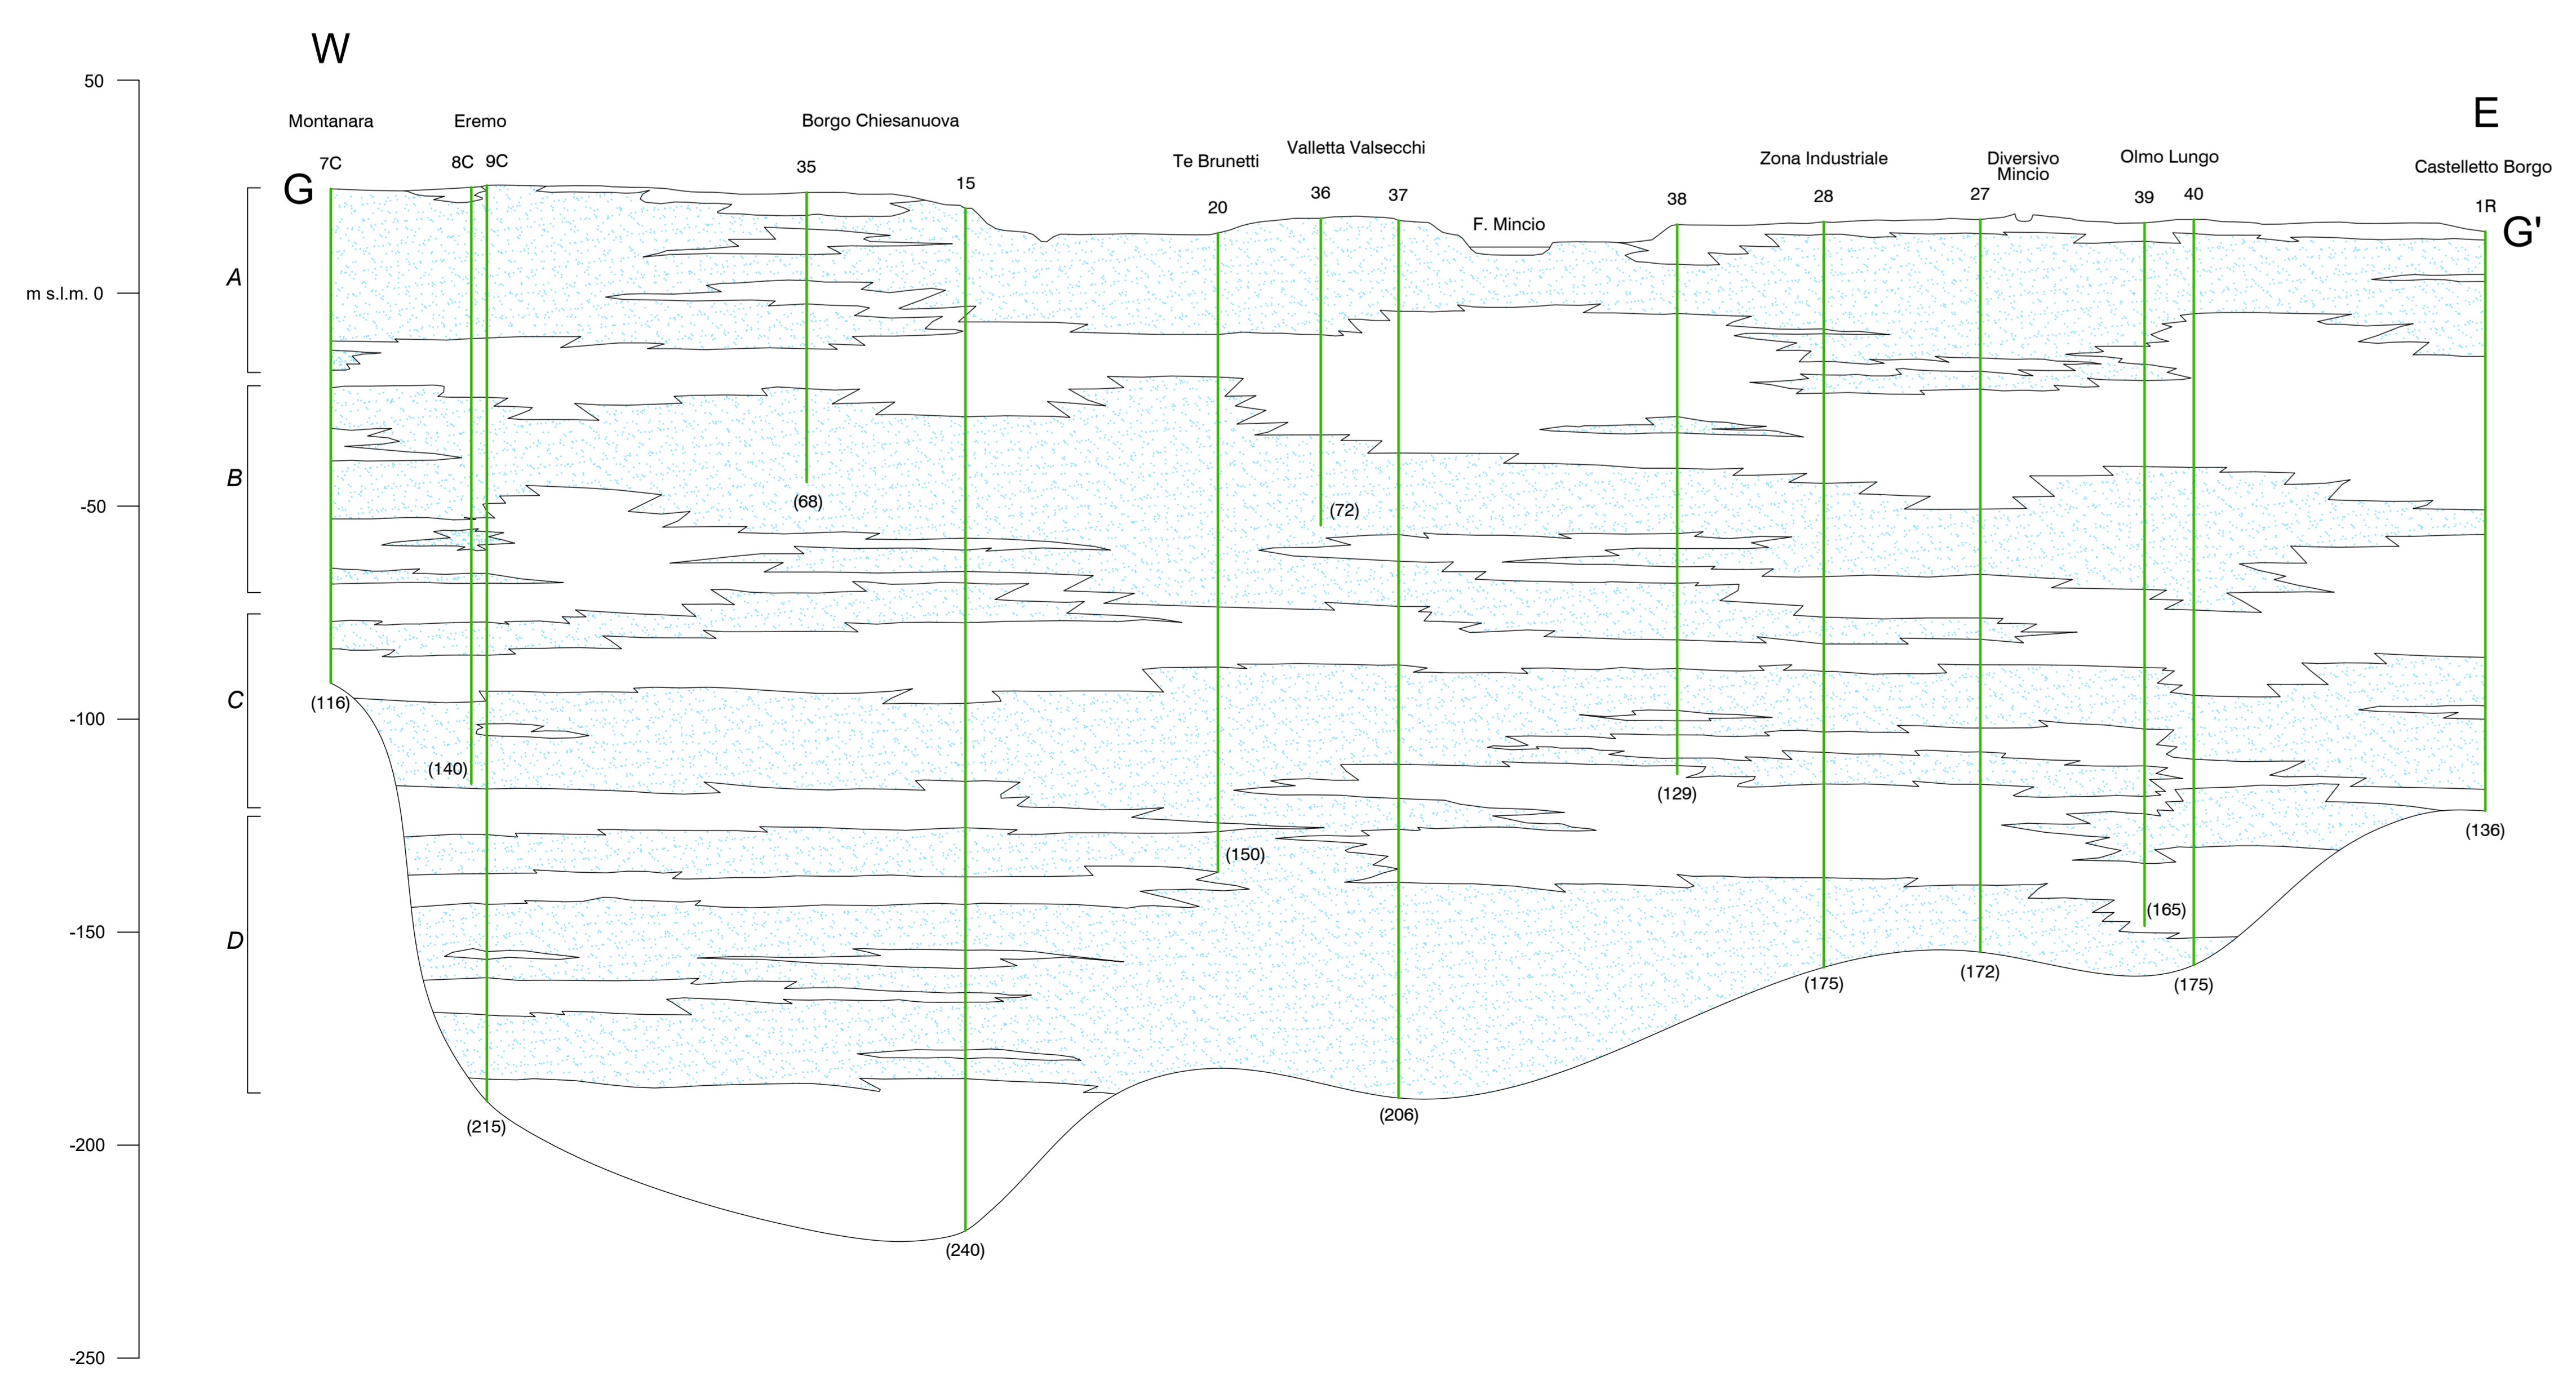 W
50
E
Montanara
Eremo
Borgo Chiesanuova
Valletta Valsecchi
Te Brunetti
Zona Industriale
Diversivo
Mincio
Olmo Lungo
Castelletto Borgo
7C
8C
9C
35
15
20
36
37
F. Mincio
38
28
27
39
40
1R
G
G'
A
m s.l.m. 0
B
-50
(68)
(72)
C
-100
(116)
(140)
(129)
(150)
(136)
D
-150
(165)
(175)
(172)
(175)
(215)
(206)
-200
(240)
-250